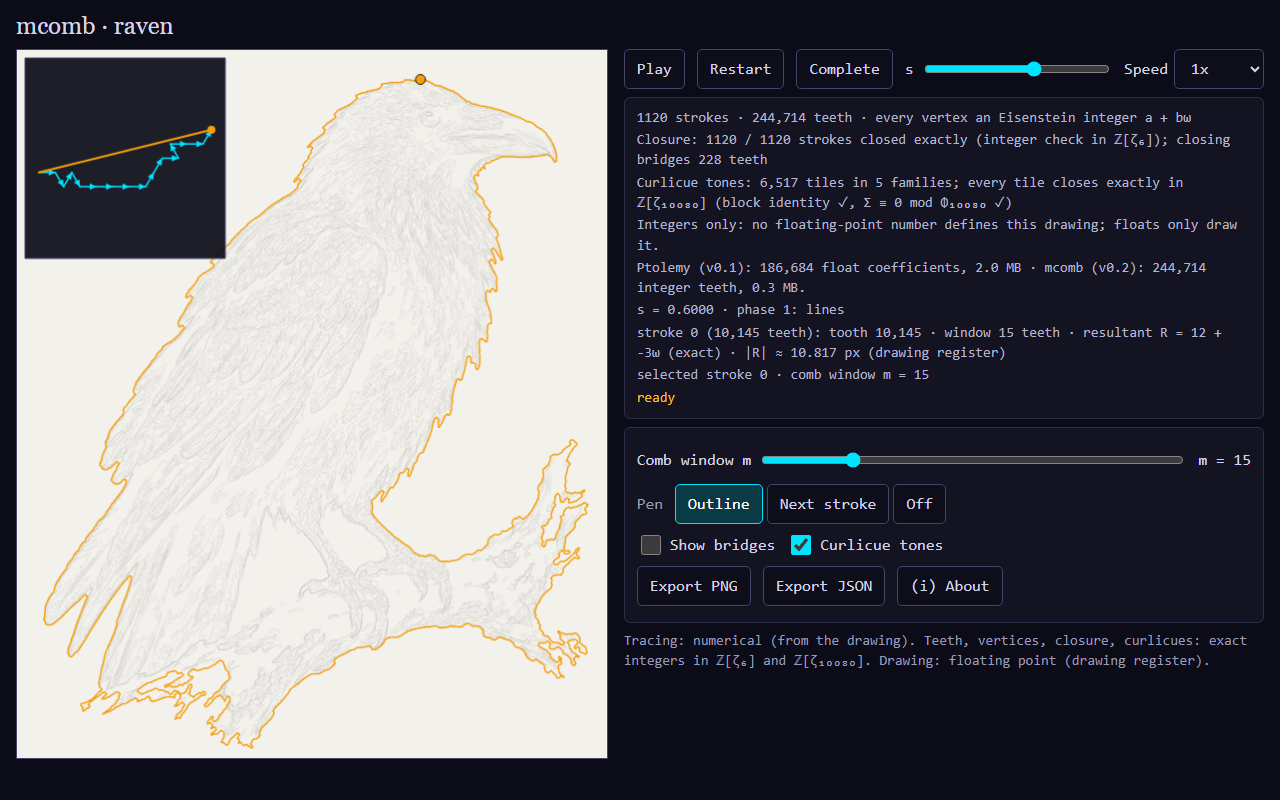 mcomb · raven
Play Restart Complete s Speed 1x
1120 strokes · 244,714 teeth · every vertex an Eisenstein integer a + bω
Closure: 1120 / 1120 strokes closed exactly (integer check in ℤ[ζ₆]); closing
bridges 228 teeth
Curlicue tones: 6,517 tiles in 5 families; every tile closes exactly in
ℤ[ζ₁₀₀₈₀] (block identity ✓, Σ ≡ 0 mod Φ₁₀₀₈₀ ✓)
Integers only: no floating-point number defines this drawing; floats only draw
it.
Ptolemy (v0.1): 186,684 float coefficients, 2.0 MB · mcomb (v0.2): 244,714
integer teeth, 0.3 MB.
s = 0.6000 · phase 1: lines
stroke 0 (10,145 teeth): tooth 10,145 · window 15 teeth · resultant R = 12 +
-3ω (exact) · |R| ≈ 10.817 px (drawing register)
selected stroke 0 · comb window m = 15
ready
Comb window m m = 15
Pen Outline Next stroke Off
Show bridges Curlicue tones
Export PNG Export JSON (i) About
Tracing: numerical (from the drawing). Teeth, vertices, closure, curlicues: exact
integers in ℤ[ζ₆] and ℤ[ζ₁₀₀₈₀]. Drawing: floating point (drawing register).